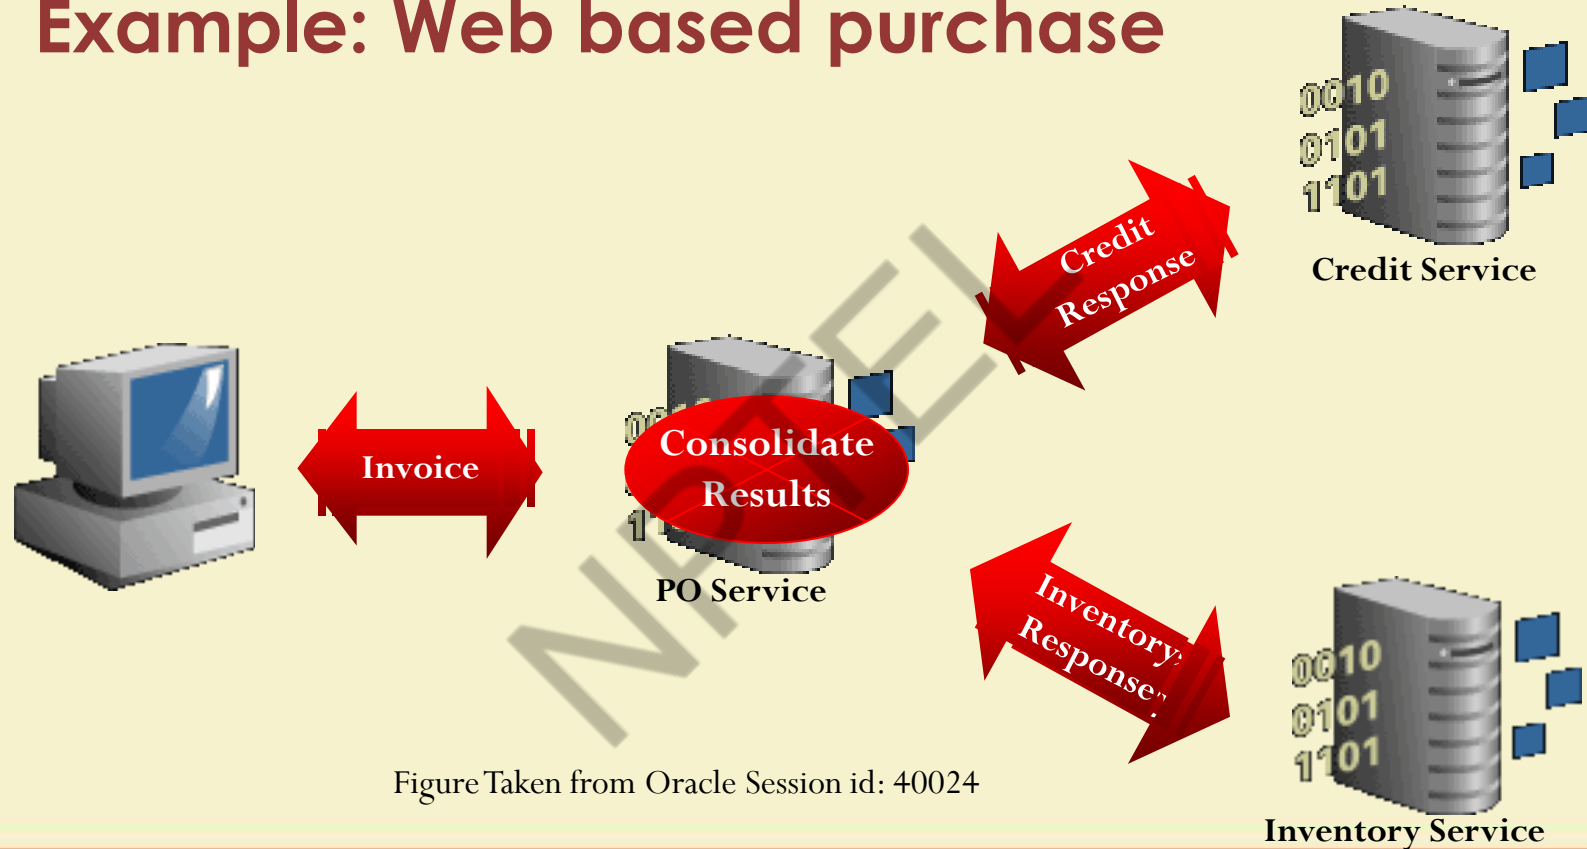 Example: Web based purchase
0010
0101
1101
Credit Service
Credit
Response
Invoice
Consolidate
Results
PO Service
Inventory
Response
0010
0101
1101
Inventory Service
Figure Taken from Oracle Session id: 40024
NPTEL